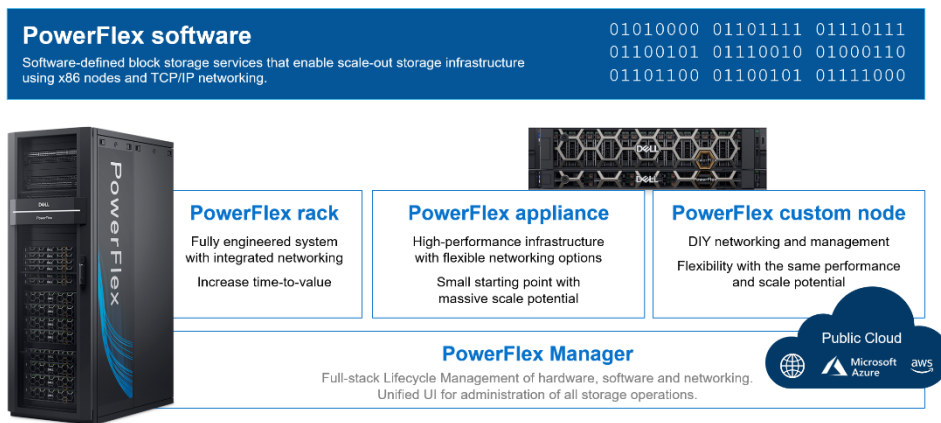 PowerFlex software
Software-defined block storage services that enable scale-out storage infrastructure
using x86 nodes and TCP/IP networking.
01010000 01101111 01110111
01100101 01110010 01000110
01101100 01100101 01111000
PowerFlex
DELL
PowerFlex
DELL
DELL
PowerFlex rack
Fully engineered system
with integrated networking
Increase time-to-value
PowerFlex appliance
High-performance infrastructure
with flexible networking options
Small starting point with
massive scale potential
PowerFlex custom node
DIY networking and management
Flexibility with the same performance
and scale potential
Public Cloud
Microsoft
Azure
aws
PowerFlex Manager
Full-stack Lifecycle Management of hardware, software and networking.
Unified UI for administration of all storage operations.